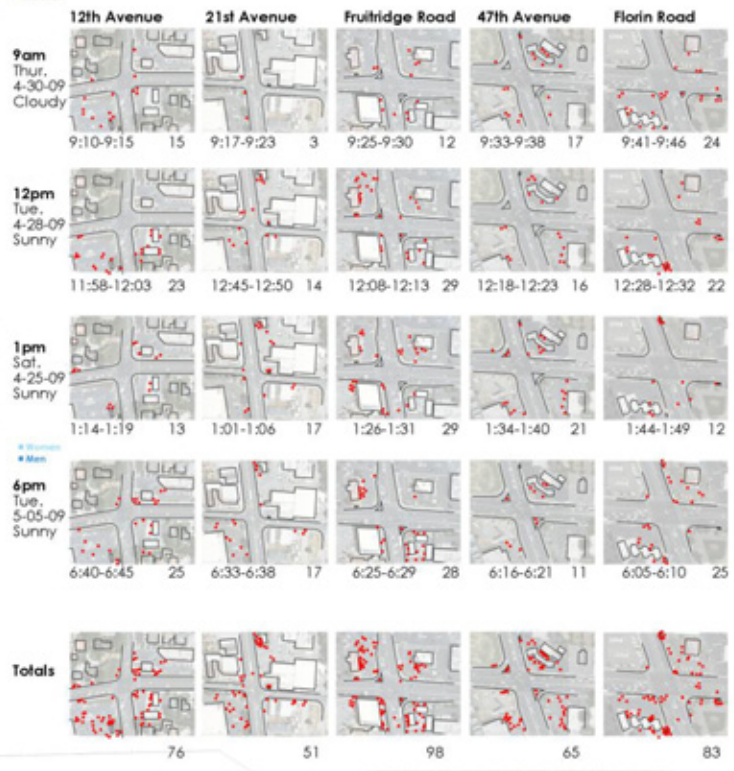 12th Avenue 21st Avenue Fruitridge Road 47th Avenue Florin Road
9am
Thur.
4-30-09
Cloudy
9:10-9:15 15 9:17-9:23 3 9:25-9:30 12 9:33-9:38 17 9:41-9:46 24
12pm
Tue.
4-28-09
Sunny
11:58-12:03 23 12:45-12:50 14 12:08-12:13 29 12:18-12:23 16 12:28-12:32 22
1pm
Sat.
4-25-09
Sunny
1:14-1:19 13 1:01-1:06 17 1:26-1:31 29 1:34-1:40 21 1:44-1:49 12
Women
Men
6pm
Tue.
5-05-09
Sunny
6:40-6:45 25 6:33-6:38 17 6:25-6:29 28 6:16-6:21 11 6:05-6:10 25
Totals
76 51 98 65 83